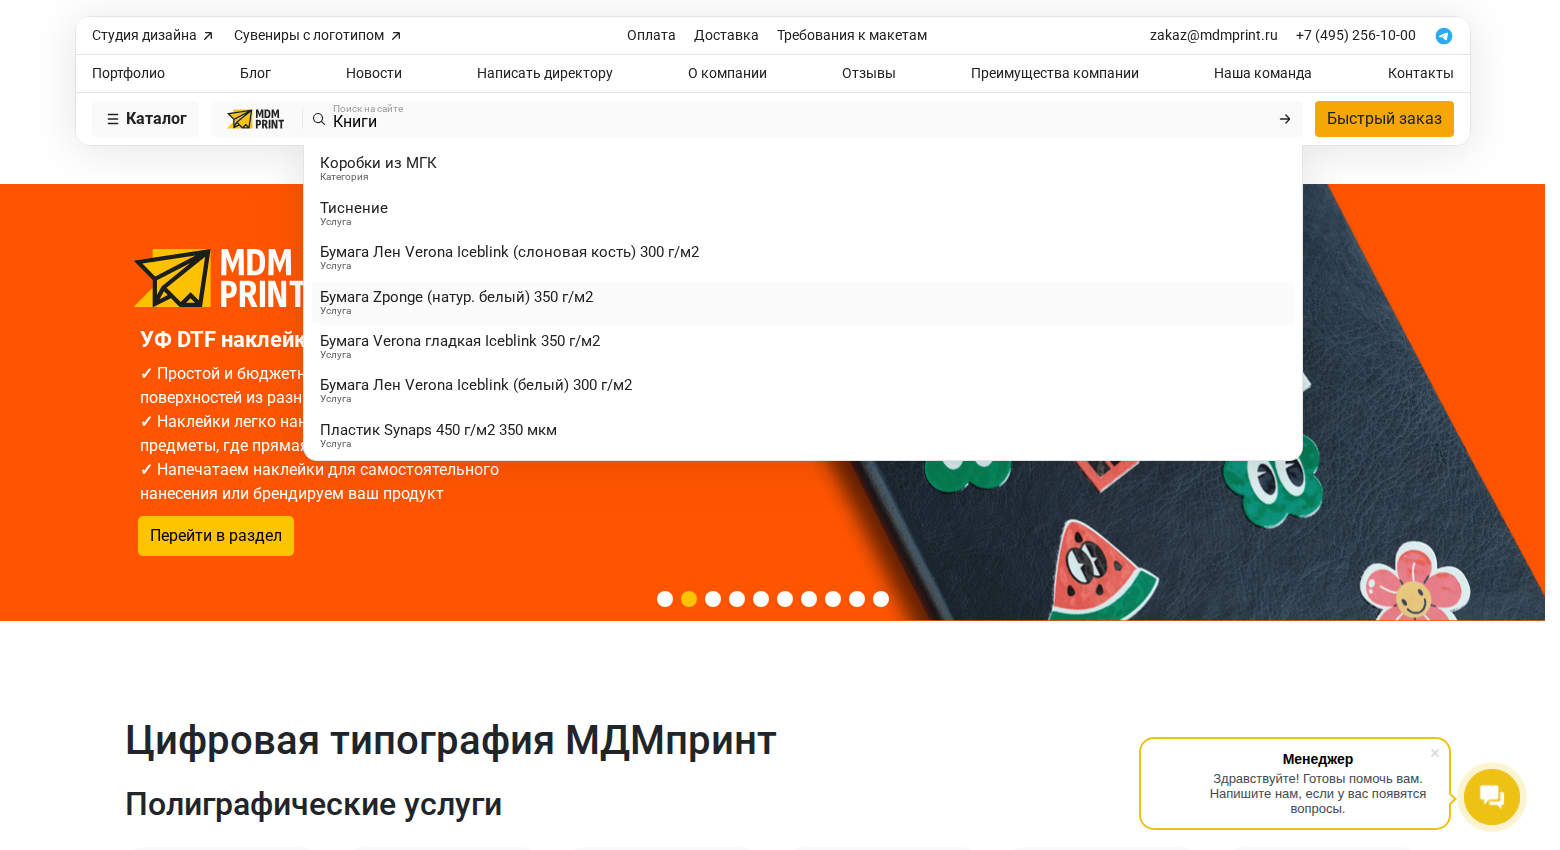 Студия дизайна
Сувениры с логотипом
Оплата
Доставка
Требования к макетам
zakaz@mdmprint.ru
+7 (495) 256-10-00
Портфолио
Блог
Новости
Написать директору
О компании
Отзывы
Преимущества компании
Наша команда
Контакты
Каталог
MDM
PRINT
Поиск на сайте
Книги
Быстрый заказ
Коробки из МГК
Категория
Тиснение
Услуга
Бумага Лен Verona Iceblink (слоновая кость) 300 г/м2
Услуга
Бумага Zponge (натур. белый) 350 г/м2
Услуга
Бумага Verona гладкая Iceblink 350 г/м2
Услуга
Бумага Лен Verona Iceblink (белый) 300 г/м2
Услуга
Пластик Synaps 450 г/м2 350 мкм
Услуга
MDM
PRINT
УФ DTF наклейк
✓ Простой и бюджетн
поверхностей из разн
✓ Наклейки легко нан
предметы, где прямая
✓ Напечатаем наклейки для самостоятельного
нанесения или брендируем ваш продукт
Перейти в раздел
Цифровая типография МДМпринт
Полиграфические услуги
Менеджер
Здравствуйте! Готовы помочь вам.
Напишите нам, если у вас появятся
вопросы.